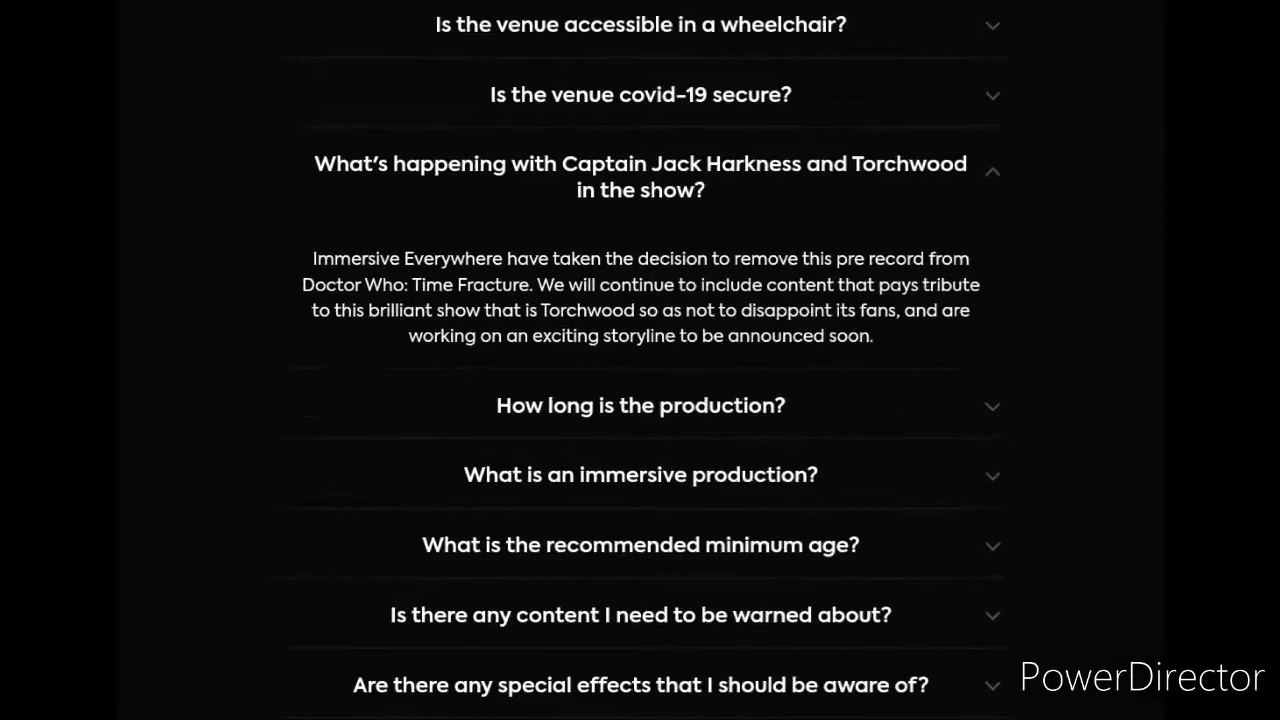 Is the venue accessible in a wheelchair?
Is the venue covid-19 secure?
What's happening with Captain Jack Harkness and Torchwood
in the show?
Immersive Everywhere have taken the decision to remove this pre record from
Doctor Who: Time Fracture. We will continue to include content that pays tribute
to this brilliant show that is Torchwood so as not to disappoint its fans, and are
working on an exciting storyline to be announced soon.
How long is the production?
What is an immersive production?
What is the recommended minimum age?
Is there any content I need to be warned about?
Are there any special effects that I should be aware of?
PowerDirector